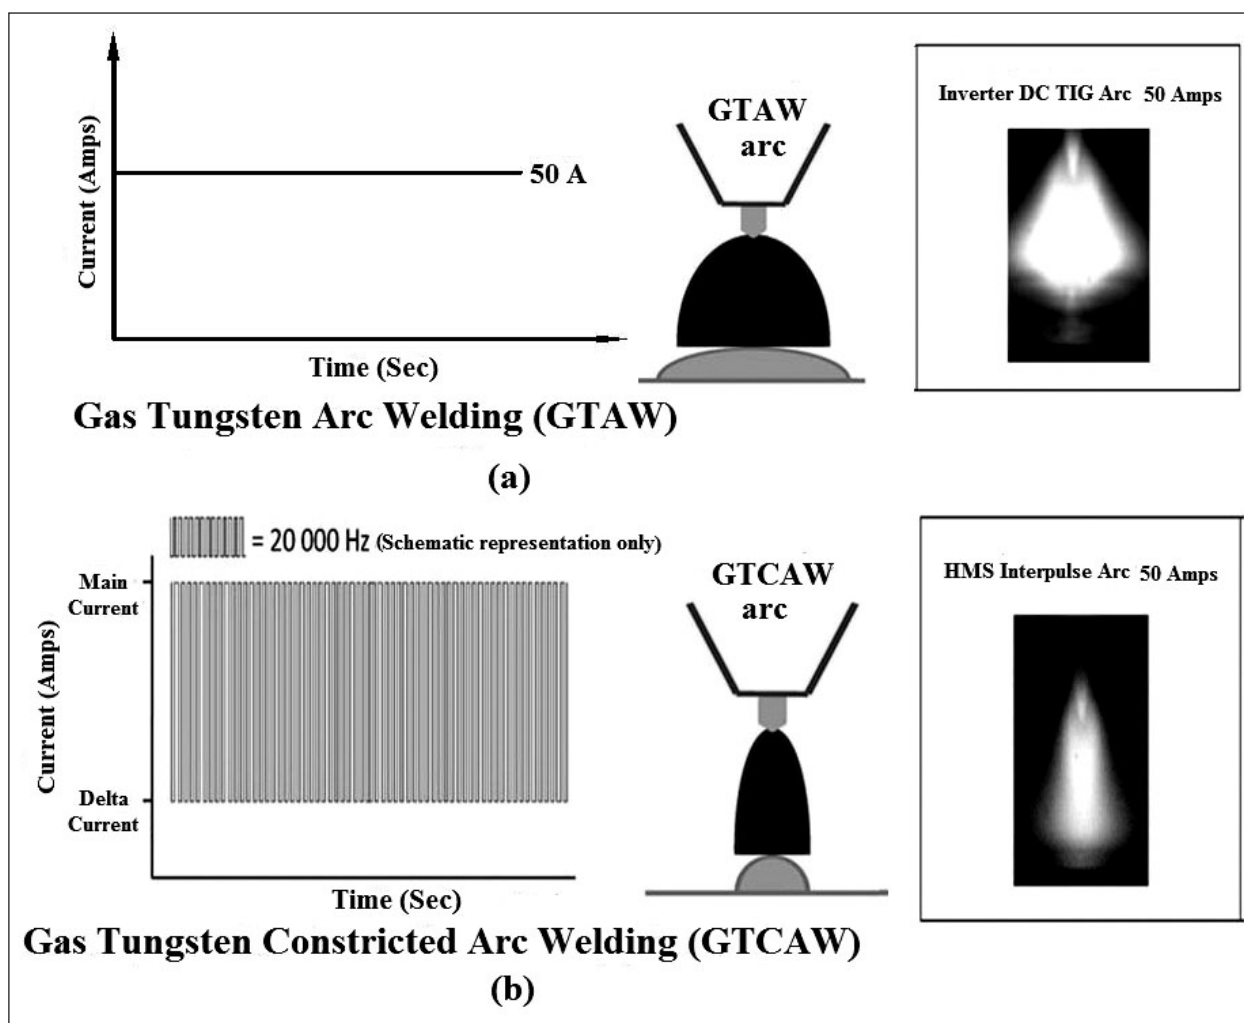 Current (Amps)
50 A
Time (Sec)
GTAW
arc
Inverter DC TIG Arc 50 Amps
Gas Tungsten Arc Welding (GTAW)
(a)
= 20 000 Hz (Schematic representation only)
Current (Amps)
Main
Current
Delta
Current
Time (Sec)
GTCAW
arc
HMS Interpulse Arc 50 Amps
Gas Tungsten Constricted Arc Welding (GTCAW)
(b)